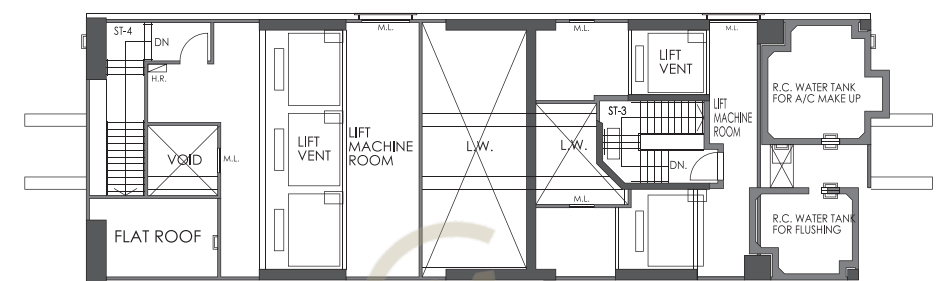 ST-4
DN
H.R.
VOID
M.L.
FLAT ROOF
LIFT
VENT
M.L.
LIFT
MACHINE
ROOM
L.W.
M.L.
L.W.
M.L.
LIFT
VENT
ST-3
DN.
M.L.
LIFT
MACHINE
ROOM
R.C. WATER TANK
FOR A/C MAKE UP
R.C. WATER TANK
FOR FLUSHING